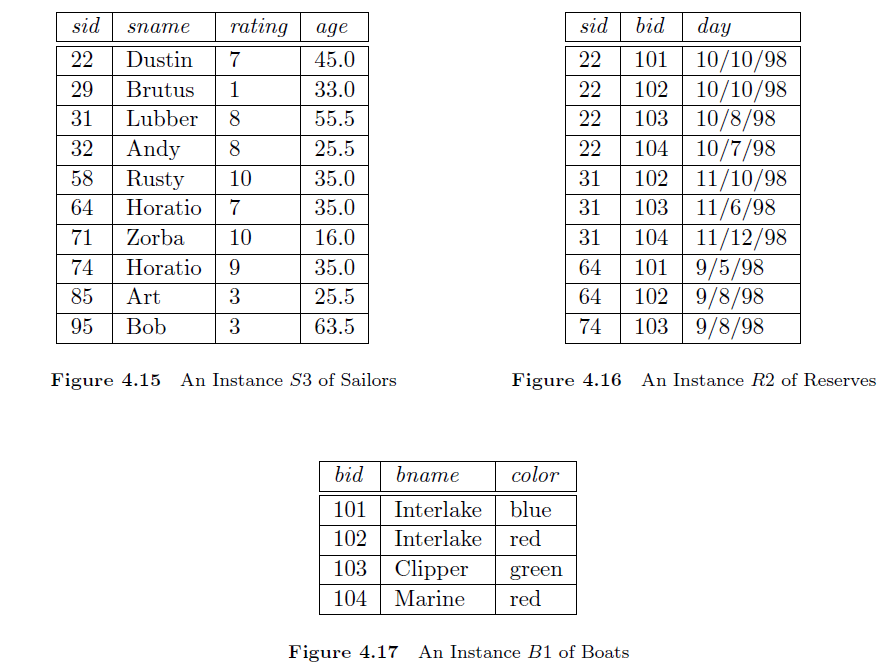 sid sname rating age
22 Dustin 7 45.0
29 Brutus 1 33.0
31 Lubber 8 55.5
32 Andy 8 25.5
58 Rusty 10 35.0
64 Horatio 7 35.0
71 Zorba 10 16.0
74 Horatio 9 35.0
85 Art 3 25.5
95 Bob 3 63.5
Figure 4.15 An Instance S3 of Sailors
sid bid day
22 101 10/10/98
22 102 10/10/98
22 103 10/8/98
22 104 10/7/98
31 102 11/10/98
31 103 11/6/98
31 104 11/12/98
64 101 9/5/98
64 102 9/8/98
74 103 9/8/98
Figure 4.16 An Instance R2 of Reserves
bid bname color
101 Interlake blue
102 Interlake red
103 Clipper green
104 Marine red
Figure 4.17 An Instance B1 of Boats